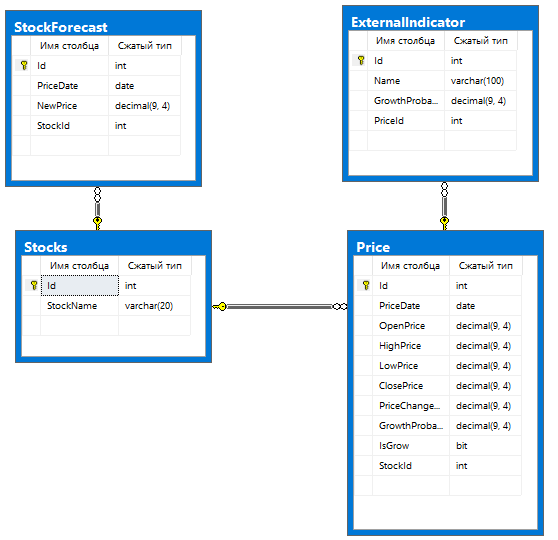 StockForecast
Имя столбца Сжатый тип
Id int
PriceDate date
NewPrice decimal(9, 4)
StockId int
ExternalIndicator
Имя столбца Сжатый тип
Id int
Name varchar(100)
GrowthProba... decimal(9, 4)
PriceId int
Stocks
Имя столбца Сжатый тип
Id int
StockName varchar(20)
Price
Имя столбца Сжатый тип
Id int
PriceDate date
OpenPrice decimal(9, 4)
HighPrice decimal(9, 4)
LowPrice decimal(9, 4)
ClosePrice decimal(9, 4)
PriceChange... decimal(9, 4)
GrowthProba... decimal(9, 4)
IsGrow bit
StockId int